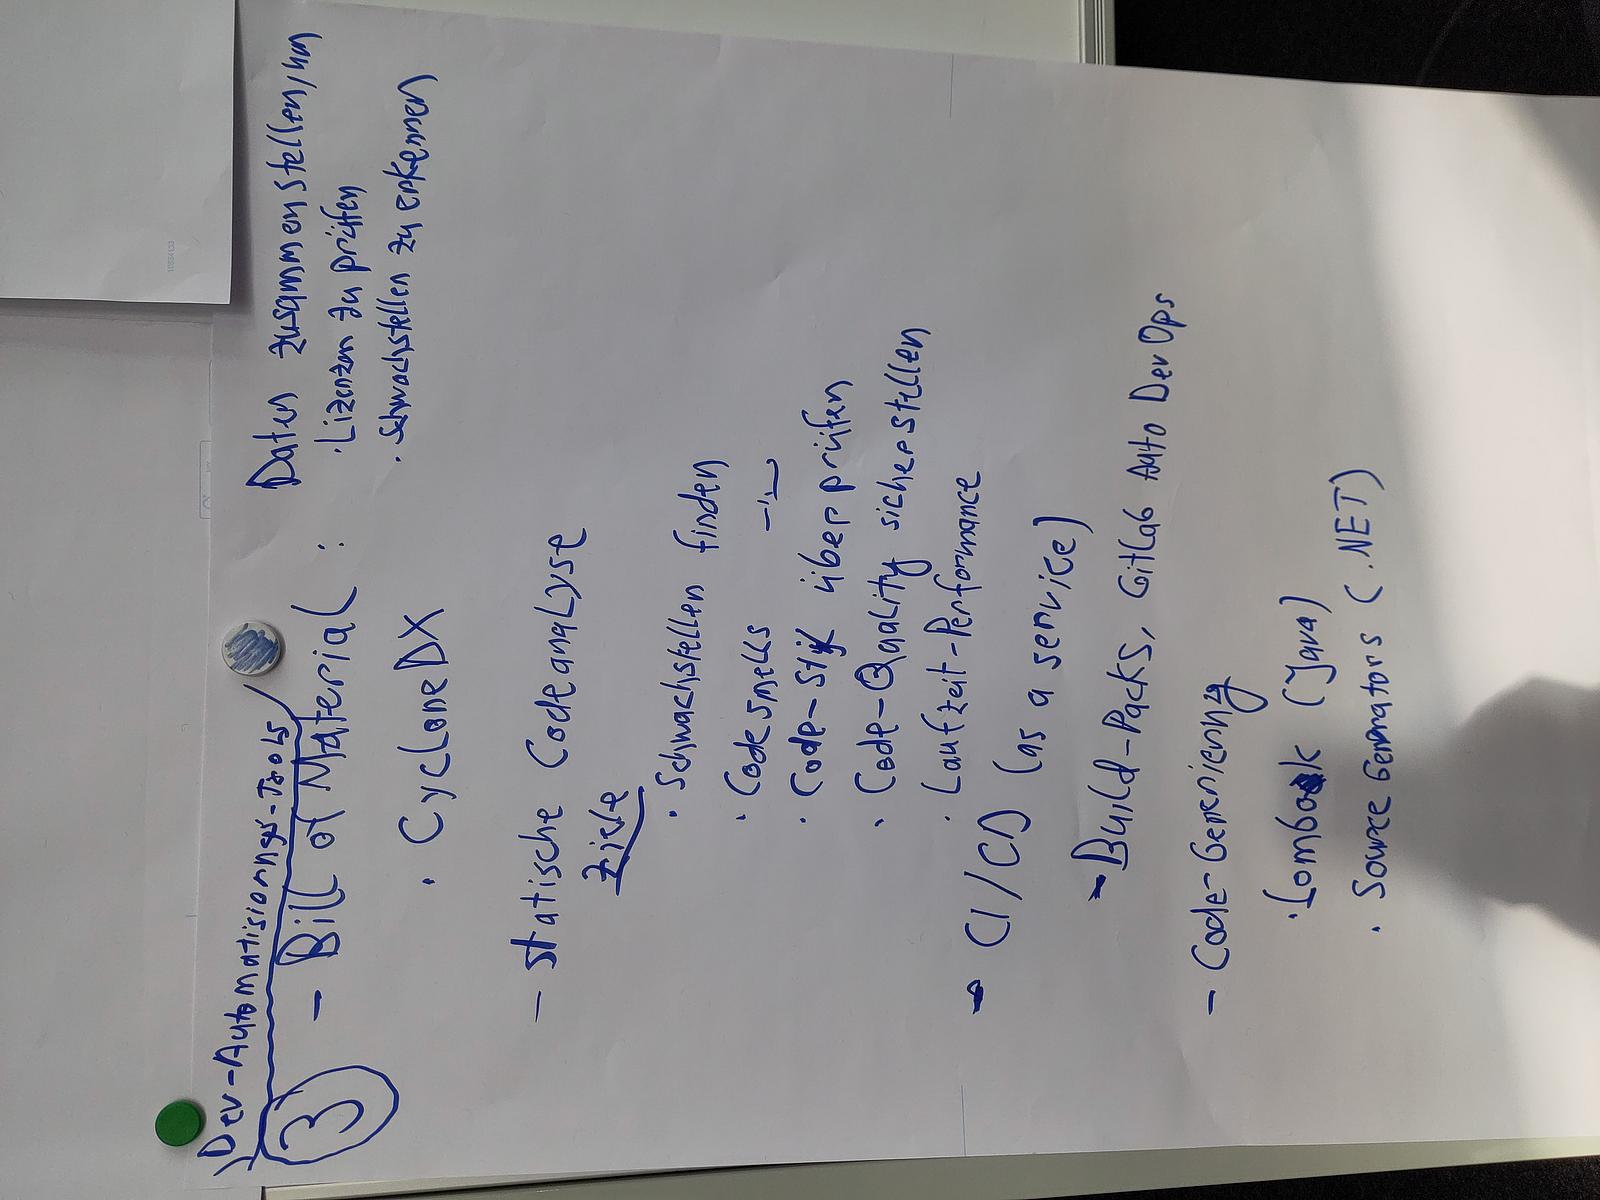 Dev-Automatisierungs-Tools
③
- Bill of Material :
Daten zusammenstellen, um
· Lizenzen zu prüfen
· Schwachstellen zu erkennen
· CycloneDX
- statische Codeanalyse
Ziele
· Schwachstellen finden
· Codesmells -"-
· Code-Stil überprüfen
· Code-Quality sicherstellen
· Laufzeit-Performance
- CI/CD (as a service)
- Build-Packs, GitLab Auto DevOps
- Code-Generierung
· Lombok (Java)
· Source Generators (.NET)